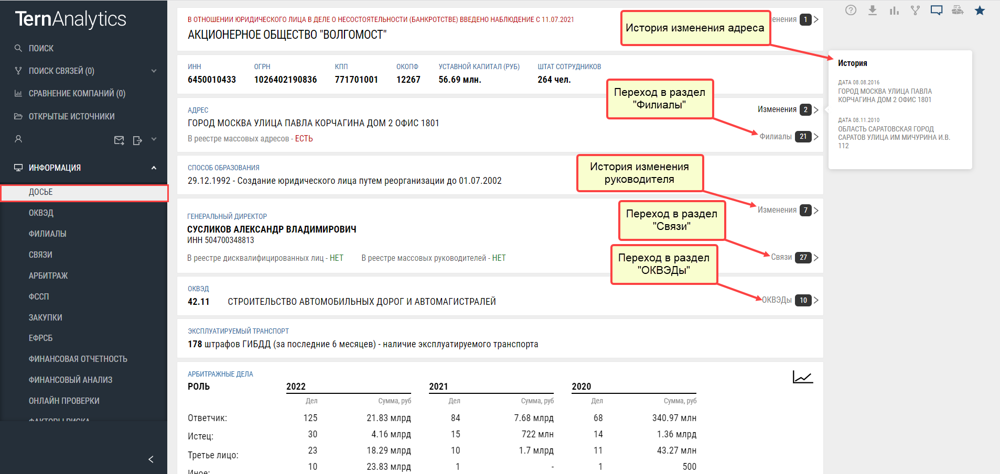 TernAnalytics
ПОИСК
ПОИСК СВЯЗЕЙ (0)
СРАВНЕНИЕ КОМПАНИЙ (0)
ОТКРЫТЫЕ ИСТОЧНИКИ
ИНФОРМАЦИЯ
ДОСЬЕ
ОКВЭД
ФИЛИАЛЫ
СВЯЗИ
АРБИТРАЖ
ФССП
ЗАКУПКИ
ЕФРСБ
ФИНАНСОВАЯ ОТЧЕТНОСТЬ
ФИНАНСОВЫЙ АНАЛИЗ
ОНЛАЙН ПРОВЕРКИ
ФАКТОРЫ РИСКА
В ОТНОШЕНИИ ЮРИДИЧЕСКОГО ЛИЦА В ДЕЛЕ О НЕСОСТОЯТЕЛЬНОСТИ (БАНКРОТСТВЕ) ВВЕДЕНО НАБЛЮДЕНИЕ С 11.07.2021
АКЦИОНЕРНОЕ ОБЩЕСТВО "ВОЛГОМОСТ"
История изменения адреса
енения 1
ИНН ОГРН КПП ОКОПФ УСТАВНОЙ КАПИТАЛ (РУБ) ШТАТ СОТРУДНИКОВ
6450010433 1026402190836 771701001 12267 56.69 млн. 264 чел.
Переход в раздел
"Филиалы"
АДРЕС
ГОРОД МОСКВА УЛИЦА ПАВЛА КОРЧАГИНА ДОМ 2 ОФИС 1801
В реестре массовых адресов - ЕСТЬ
Изменения 2
Филиалы 21
История
ДАТА 08.08.2016
ГОРОД МОСКВА УЛИЦА ПАВЛА
КОРЧАГИНА ДОМ 2 ОФИС 1801
ДАТА 08.11.2010
ОБЛАСТЬ САРАТОВСКАЯ ГОРОД
САРАТОВ УЛИЦА ИМ МИЧУРИНА И.В.
112
СПОСОБ ОБРАЗОВАНИЯ
29.12.1992 - Создание юридического лица путем реорганизации до 01.07.2002
История изменения
руководителя
ГЕНЕРАЛЬНЫЙ ДИРЕКТОР
СУСЛИКОВ АЛЕКСАНДР ВЛАДИМИРОВИЧ
ИНН 504700348813
В реестре дисквалифицированных лиц - НЕТ В реестре массовых руководителей - НЕТ
Изменения 7
Переход в раздел
"Связи"
Связи 27
Переход в раздел
"ОКВЭДы"
ОКВЭД
42.11 СТРОИТЕЛЬСТВО АВТОМОБИЛЬНЫХ ДОРОГ И АВТОМАГИСТРАЛЕЙ
ОКВЭДы 10
ЭКСПЛУАТИРУЕМЫЙ ТРАНСПОРТ
178 штрафов ГИБДД (за последние 6 месяцев) - наличие эксплуатируемого транспорта
АРБИТРАЖНЫЕ ДЕЛА
РОЛЬ 2022 2021 2020
Дел Сумма, руб Дел Сумма, руб Дел Сумма, руб
Ответчик: 125 21.83 млрд 84 7.68 млрд 68 340.97 млн
Истец: 30 4.16 млрд 15 722 млн 14 1.36 млрд
Третье лицо: 23 18.29 млрд 10 1.7 млрд 11 43.27 млн
Иное: 10 23.83 млрд 1 - 1 500